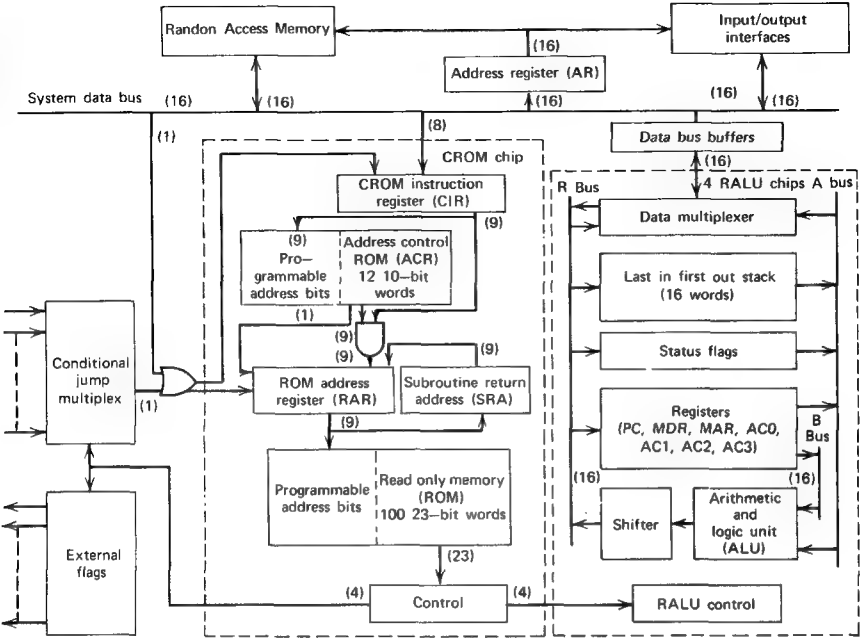 Randon Access Memory
Input/output
interfaces
(16)
Address register (AR)
System data bus
(16)
(16)
(16)
(16)
(16)
(1)
(8)
Data bus buffers
(16)
CROM chip
4 RALU chips
A bus
R Bus
CROM instruction
register (CIR)
(9)
(9)
Pro-
grammable
address bits
Address control
ROM (ACR)
12 10-bit
words
(1)
(9)
(9)
(9)
Data multiplexer
Last in first out stack
(16 words)
Status flags
Conditional
jump
multiplex
(1)
ROM address
register (RAR)
Subroutine return
address (SRA)
(9)
Registers
(PC, MDR, MAR, AC0,
AC1, AC2, AC3)
B
Bus
(16)
(16)
Programmable
address bits
Read only memory
(ROM)
100 23-bit words
Shifter
Arithmetic
and
logic unit
(ALU)
External
flags
(23)
(4)
Control
(4)
RALU control